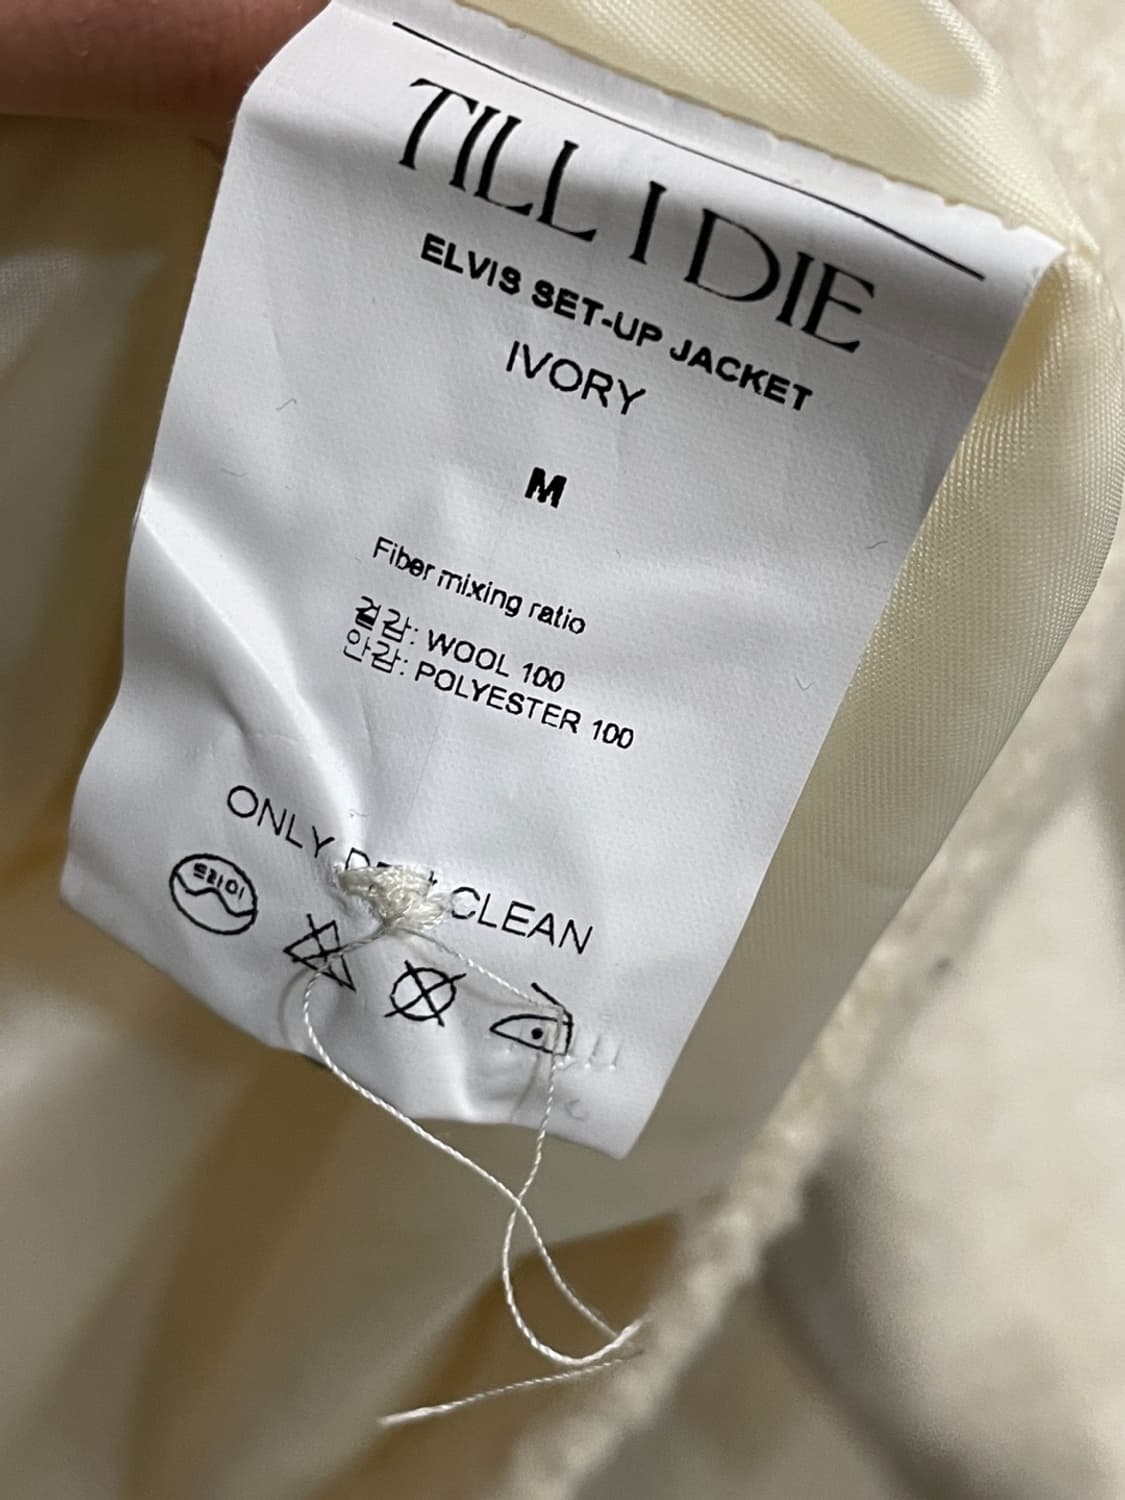 TILL I DIE
ELVIS SET-UP JACKET
IVORY
M
Fiber mixing ratio
겉감: WOOL 100
안감: POLYESTER 100
ONLY CLEAN
드라이